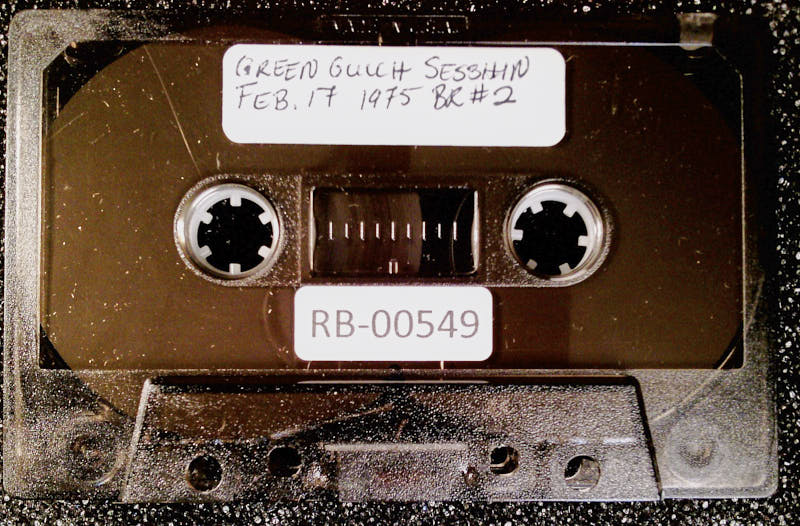 GREEN GULCH SESSHIN
FEB. 17 1975 BR #2
RB-00549